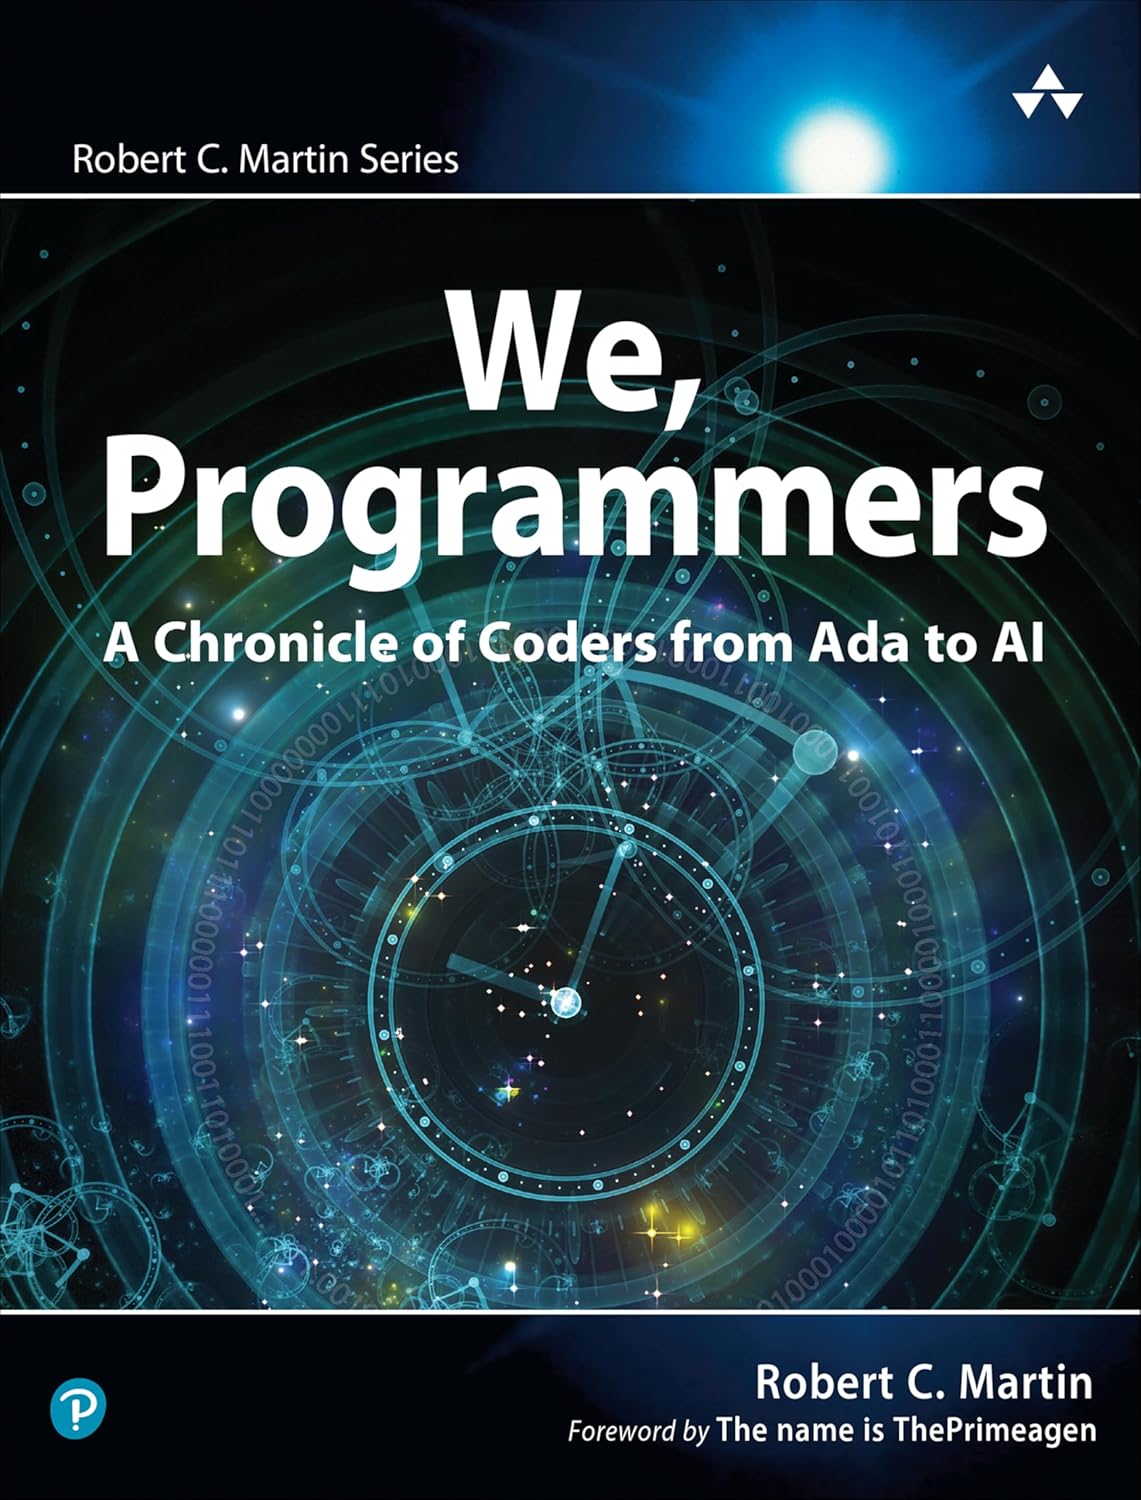 Robert C. Martin Series
We,
Programmers
A Chronicle of Coders from Ada to AI
Robert C. Martin
Foreword by The name is ThePrimeagen